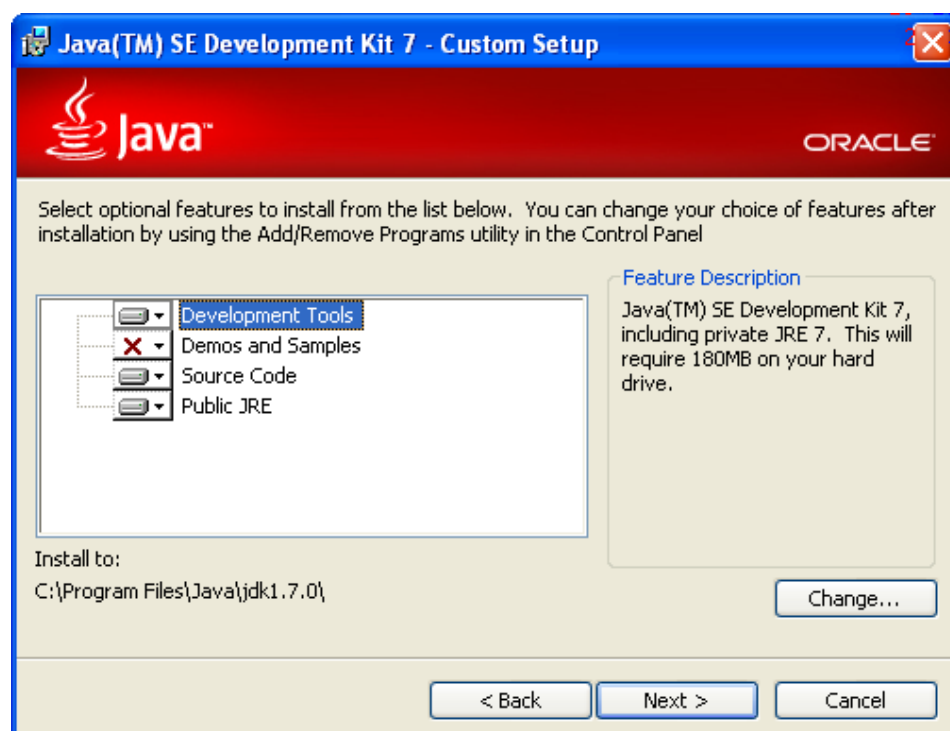 Java(TM) SE Development Kit 7 - Custom Setup
Java™
ORACLE
Select optional features to install from the list below.  You can change your choice of features after
installation by using the Add/Remove Programs utility in the Control Panel
Development Tools
Demos and Samples
Source Code
Public JRE
Feature Description
Java(TM) SE Development Kit 7,
including private JRE 7.  This will
require 180MB on your hard
drive.
Install to:
C:\Program Files\Java\jdk1.7.0\
Change...
< Back
Next >
Cancel